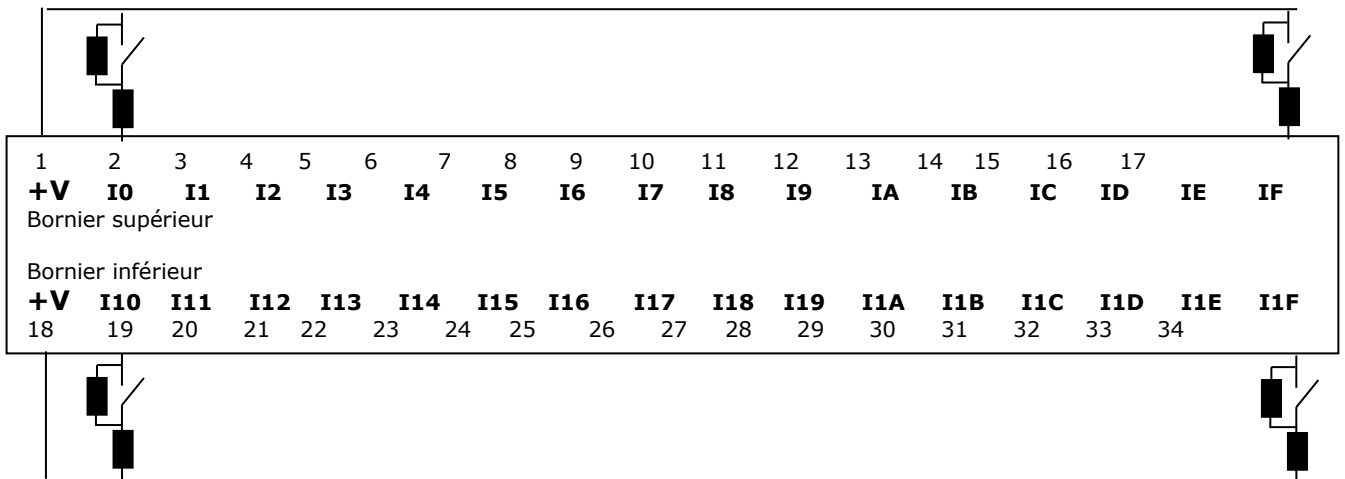 1 2 3 4 5 6 7 8 9 10 11 12 13 14 15 16 17
+V I0 I1 I2 I3 I4 I5 I6 I7 I8 I9 IA IB IC ID IE IF
Bornier supérieur
Bornier inférieur
+V I10 I11 I12 I13 I14 I15 I16 I17 I18 I19 I1A I1B I1C I1D I1E I1F
18 19 20 21 22 23 24 25 26 27 28 29 30 31 32 33 34